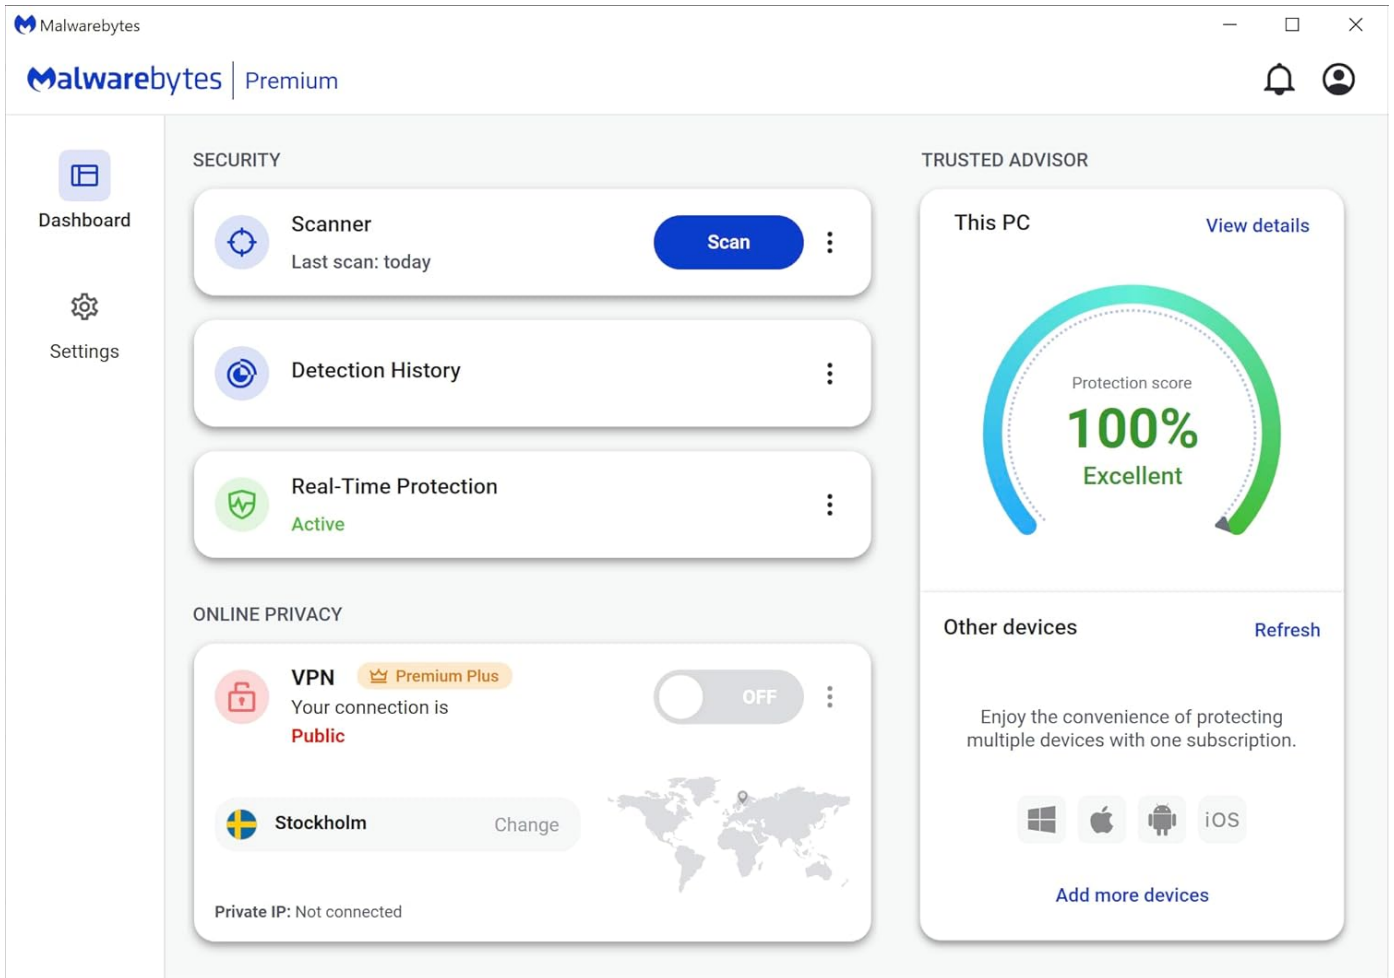 Malwarebytes
Malwarebytes | Premium
Dashboard
Settings
SECURITY
Scanner
Last scan: today
Scan
Detection History
Real-Time Protection
Active
ONLINE PRIVACY
VPN Premium Plus
Your connection is
Public
OFF
Stockholm Change
Private IP: Not connected
TRUSTED ADVISOR
This PC View details
Protection score
100%
Excellent
Other devices Refresh
Enjoy the convenience of protecting
multiple devices with one subscription.
iOS
Add more devices